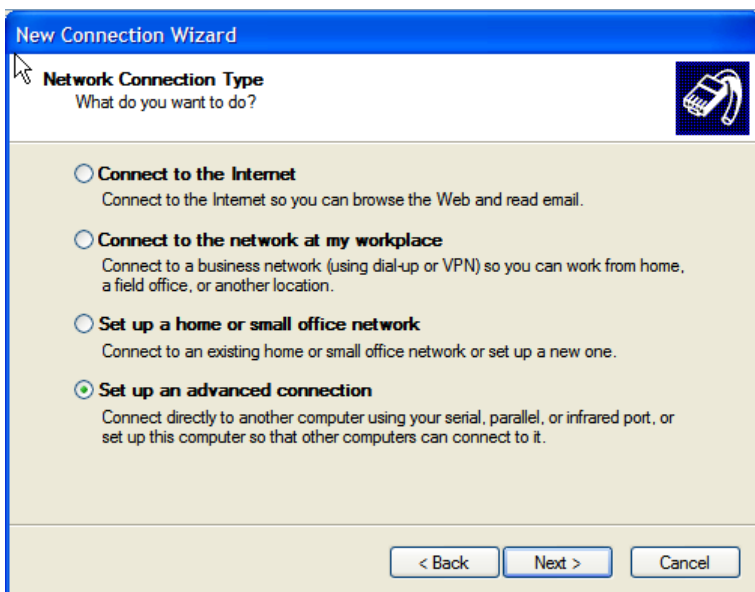 New Connection Wizard
Network Connection Type
What do you want to do?
Connect to the Internet
Connect to the Internet so you can browse the Web and read email.
Connect to the network at my workplace
Connect to a business network (using dial-up or VPN) so you can work from home,
a field office, or another location.
Set up a home or small office network
Connect to an existing home or small office network or set up a new one.
Set up an advanced connection
Connect directly to another computer using your serial, parallel, or infrared port, or
set up this computer so that other computers can connect to it.
< Back Next > Cancel